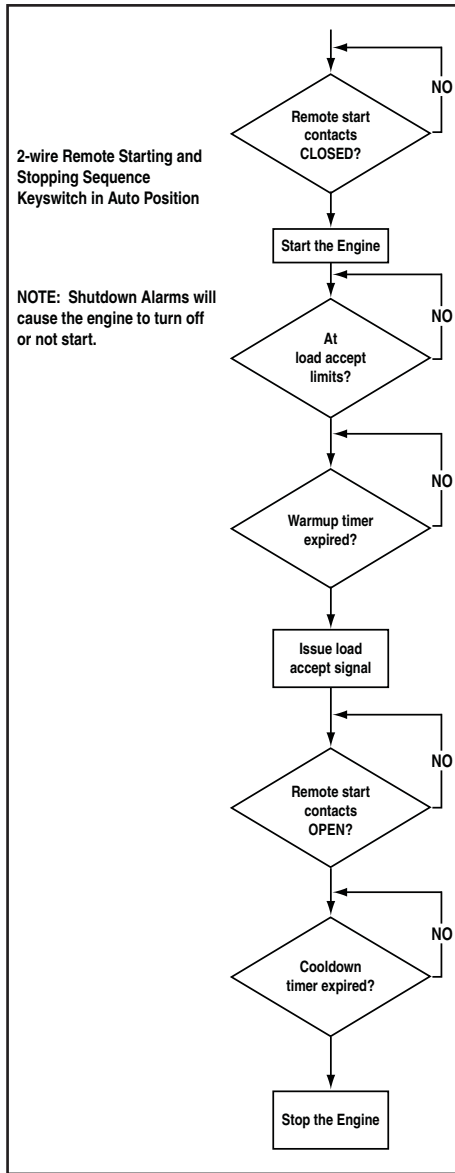 2-wire Remote Starting and
Stopping Sequence
Keyswitch in Auto Position
NOTE: Shutdown Alarms will
cause the engine to turn off
or not start.
NO
Remote start
contacts
CLOSED?
Start the Engine
NO
At
load accept
limits?
NO
Warmup timer
expired?
Issue load
accept signal
NO
Remote start
contacts
OPEN?
NO
Cooldown
timer expired?
Stop the Engine